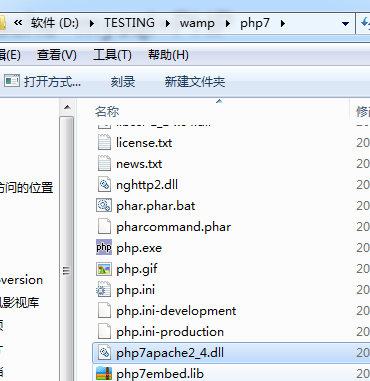 « 软件 (D:) ▸ TESTING ▸ wamp ▸ php7 ▸
(E) 查看(V) 工具(T) 帮助(H)
打开方式... 刻录 新建文件夹
名称 修
license.txt 20
news.txt 20
访问的位置 nghttp2.dll 20
phar.phar.bat 20
pharcommand.phar 20
php.exe 20
php.gif 20
oversion php.ini 20
影视库 php.ini-development 20
php.ini-production 20
php7apache2_4.dll 20
php7embed.lib 20